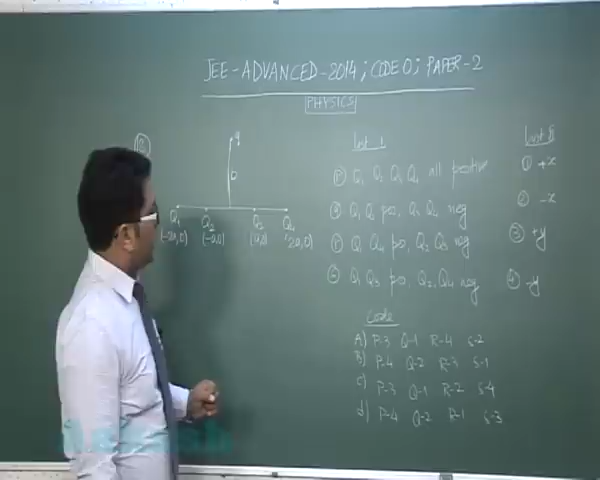 JEE-ADVANCED-2014; CODE 0; PAPER-2
PHYSICS
y
b
Q1 Q2 Q3 Q4
(-2a,0) (-a,0) (a,0) (2a,0)
List I
(P) Q1 Q2 Q3 Q4 all positive
(Q) Q1 Q2 pos, Q3 Q4 neg
(R) Q1 Q4 pos, Q2 Q3 neg
(S) Q1 Q3 pos, Q2, Q4 neg
List II
(1) +x
(2) -x
(3) +y
(4) -y
Code
A) P-3 Q-1 R-4 S-2
B) P-4 Q-2 R-3 S-1
C) P-3 Q-1 R-2 S-4
d) P-4 Q-2 R-1 S-3
Aakash